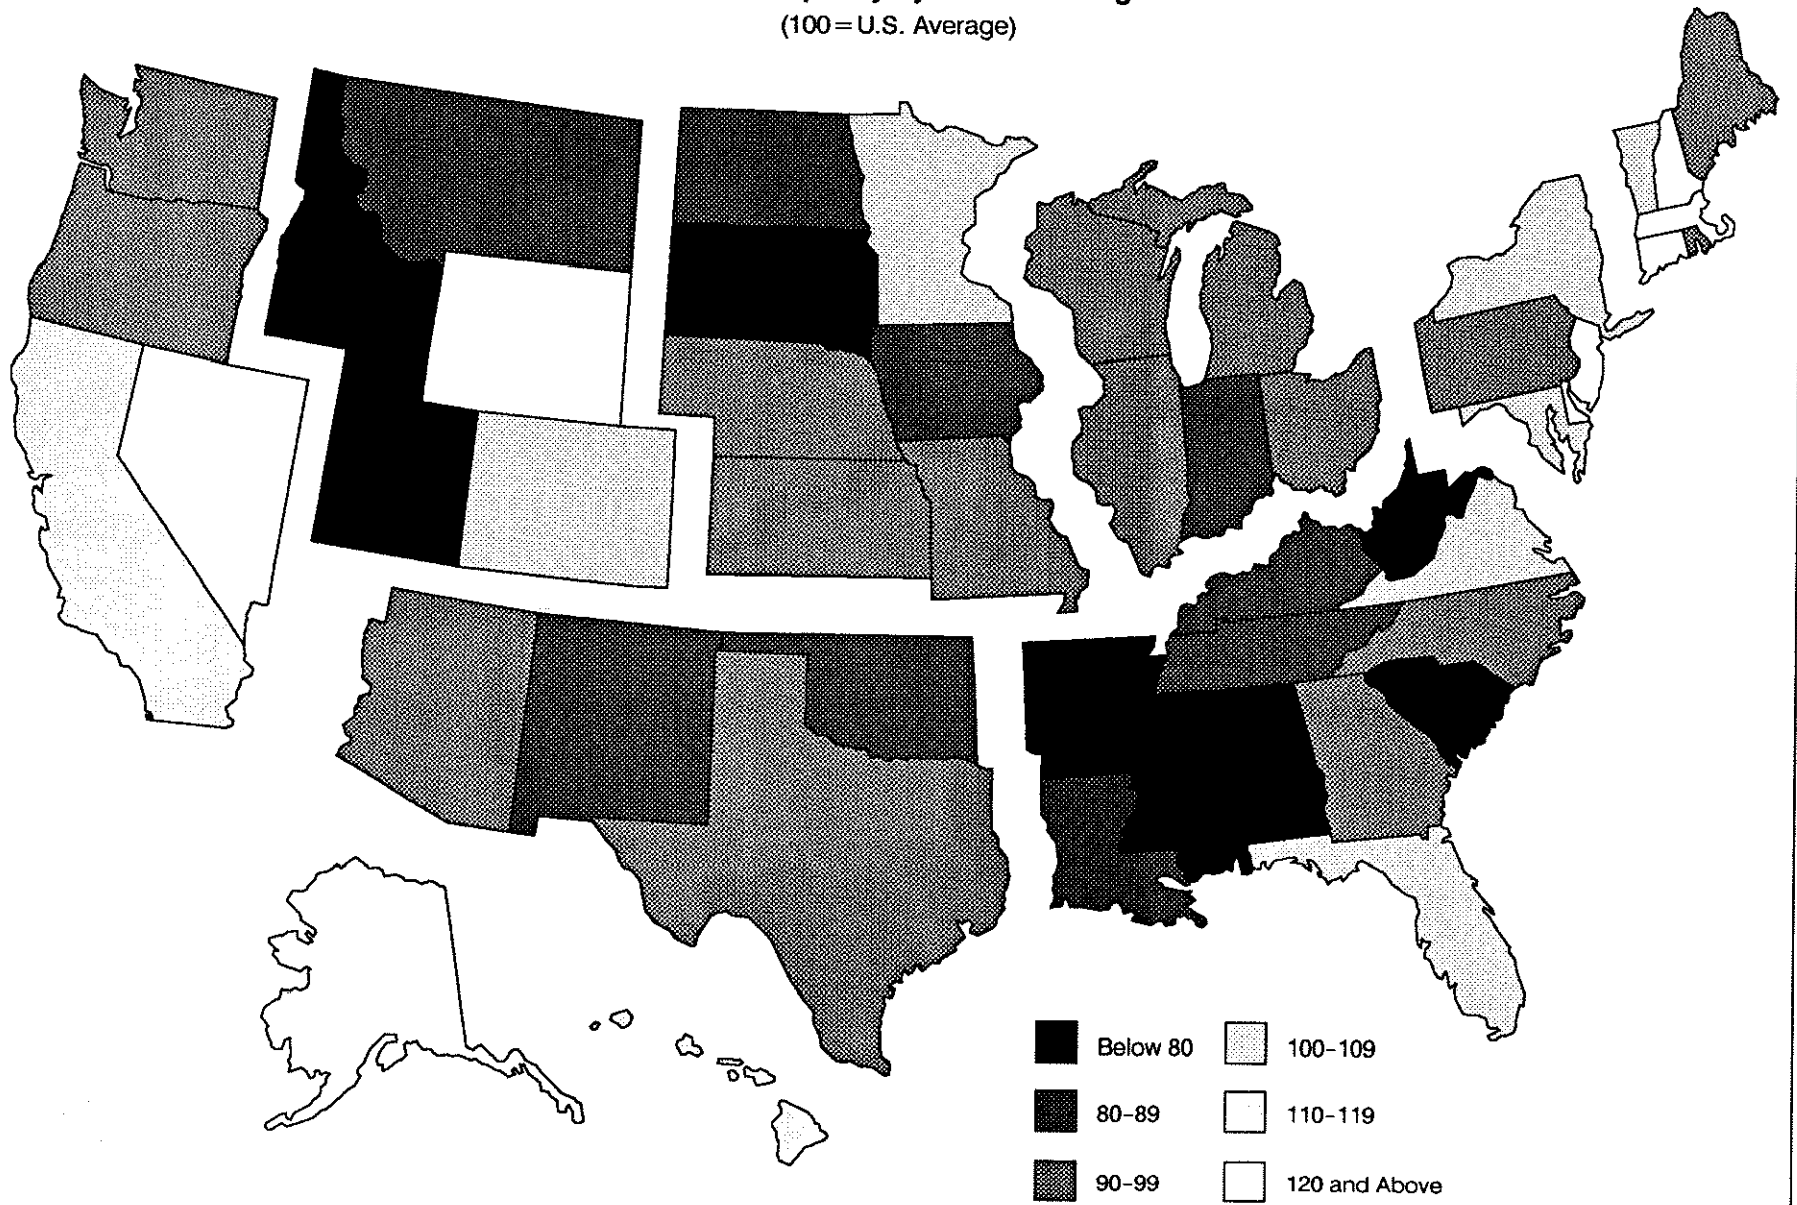 (100=U.S. Average)
Below 80
100-109
80-89
110-119
90-99
120 and Above